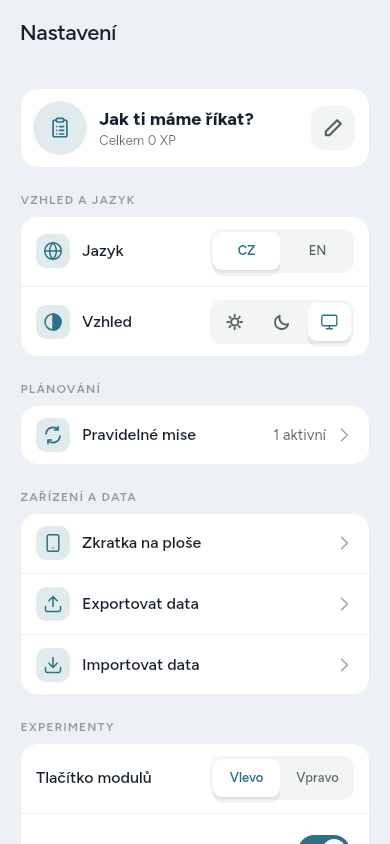 Nastavení
Jak ti máme říkat?
Celkem 0 XP
VZHLED A JAZYK
Jazyk
CZ
EN
Vzhled
PLÁNOVÁNÍ
Pravidelné mise
1 aktivní
ZAŘÍZENÍ A DATA
Zkratka na ploše
Exportovat data
Importovat data
EXPERIMENTY
Tlačítko modulů
Vlevo
Vpravo